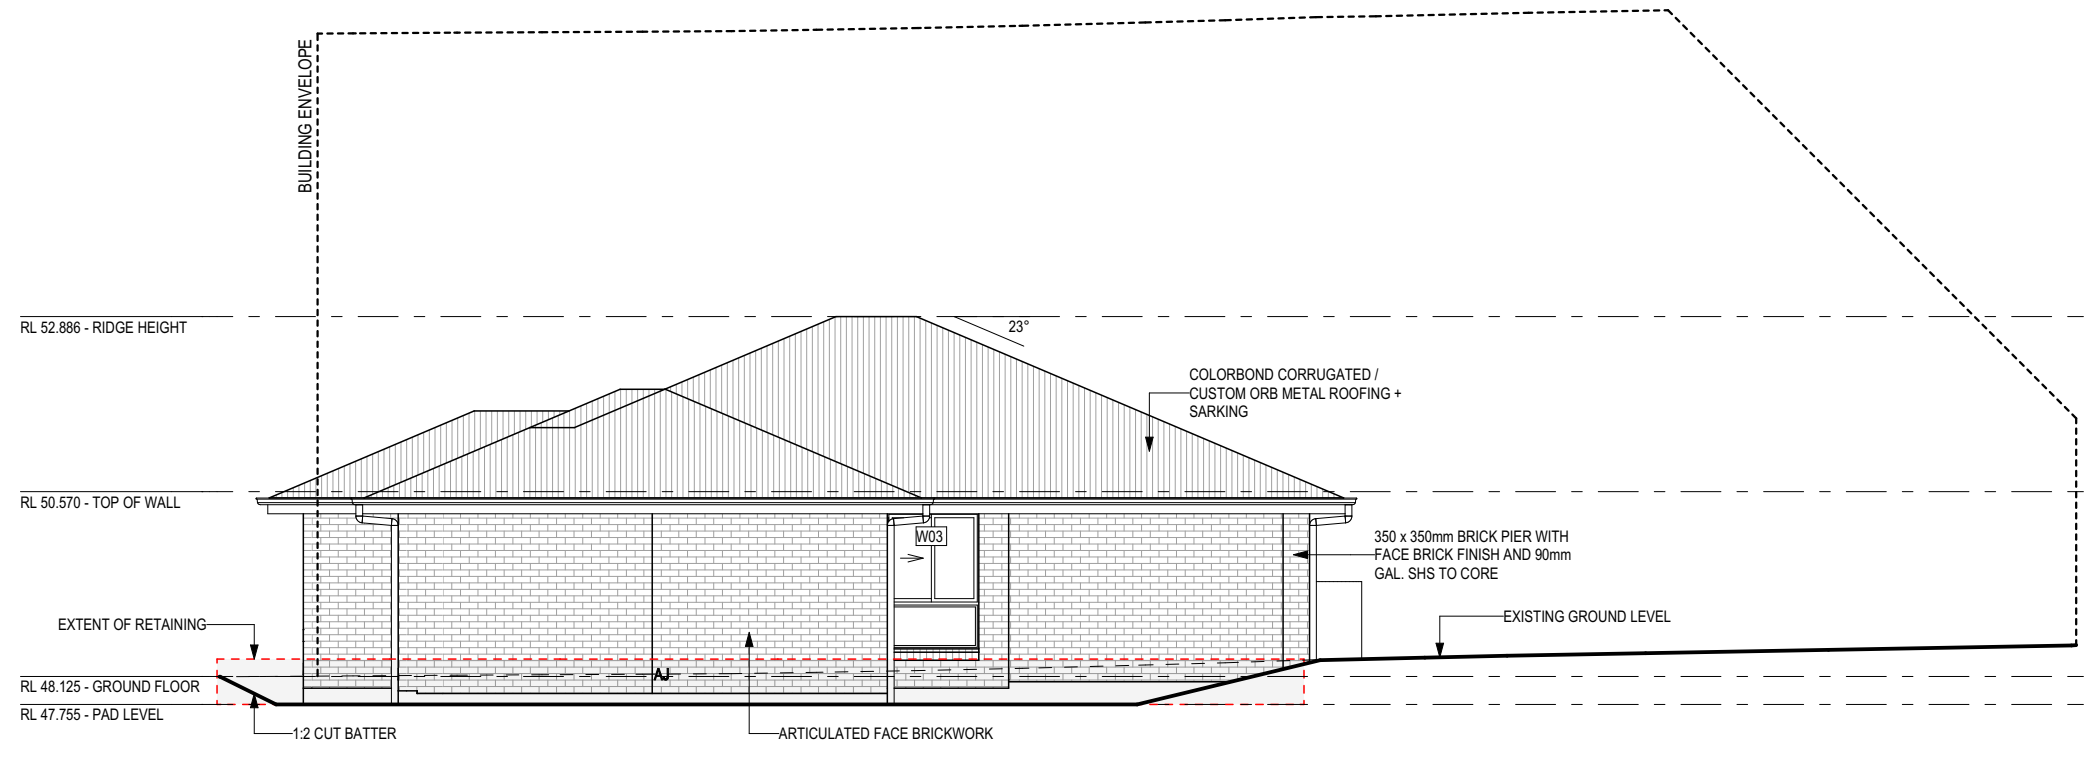 BUILDING ENVELOPE
RL 52.886 - RIDGE HEIGHT
23°
COLORBOND CORRUGATED /
CUSTOM ORB METAL ROOFING +
SARKING
RL 50.570 - TOP OF WALL
W03
350 x 350mm BRICK PIER WITH
FACE BRICK FINISH AND 90mm
GAL. SHS TO CORE
EXTENT OF RETAINING
EXISTING GROUND LEVEL
AJ
RL 48.125 - GROUND FLOOR
RL 47.755 - PAD LEVEL
1:2 CUT BATTER
ARTICULATED FACE BRICKWORK